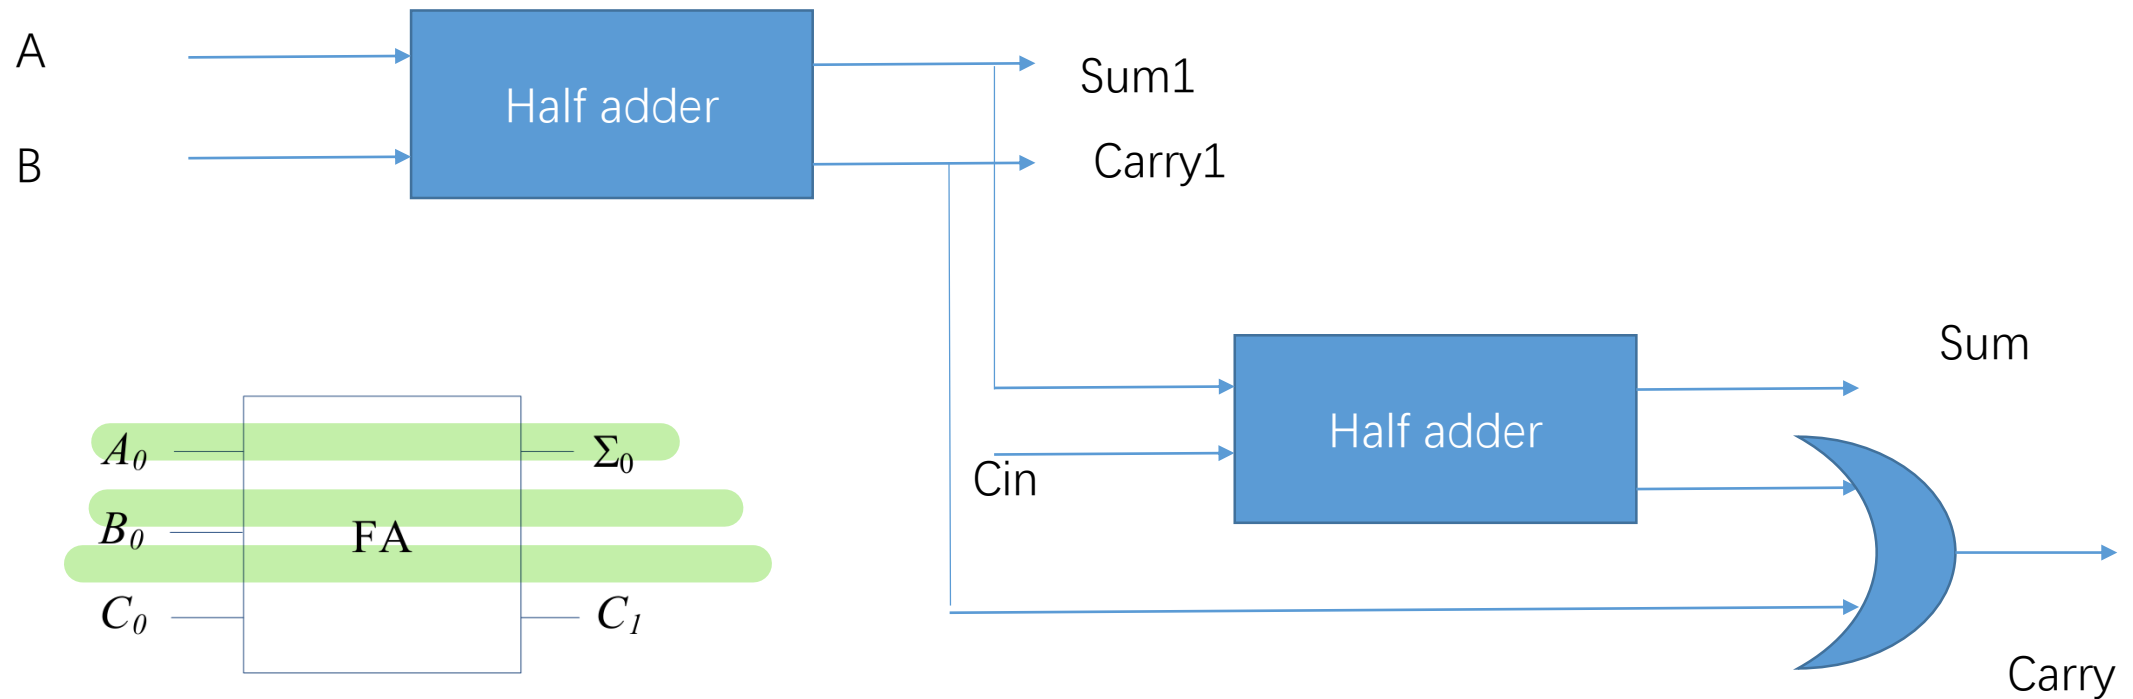 A
B
Half adder
Sum1
Carry1
Cin
Half adder
Sum
Carry
A₀
B₀
C₀
FA
Σ₀
C₁